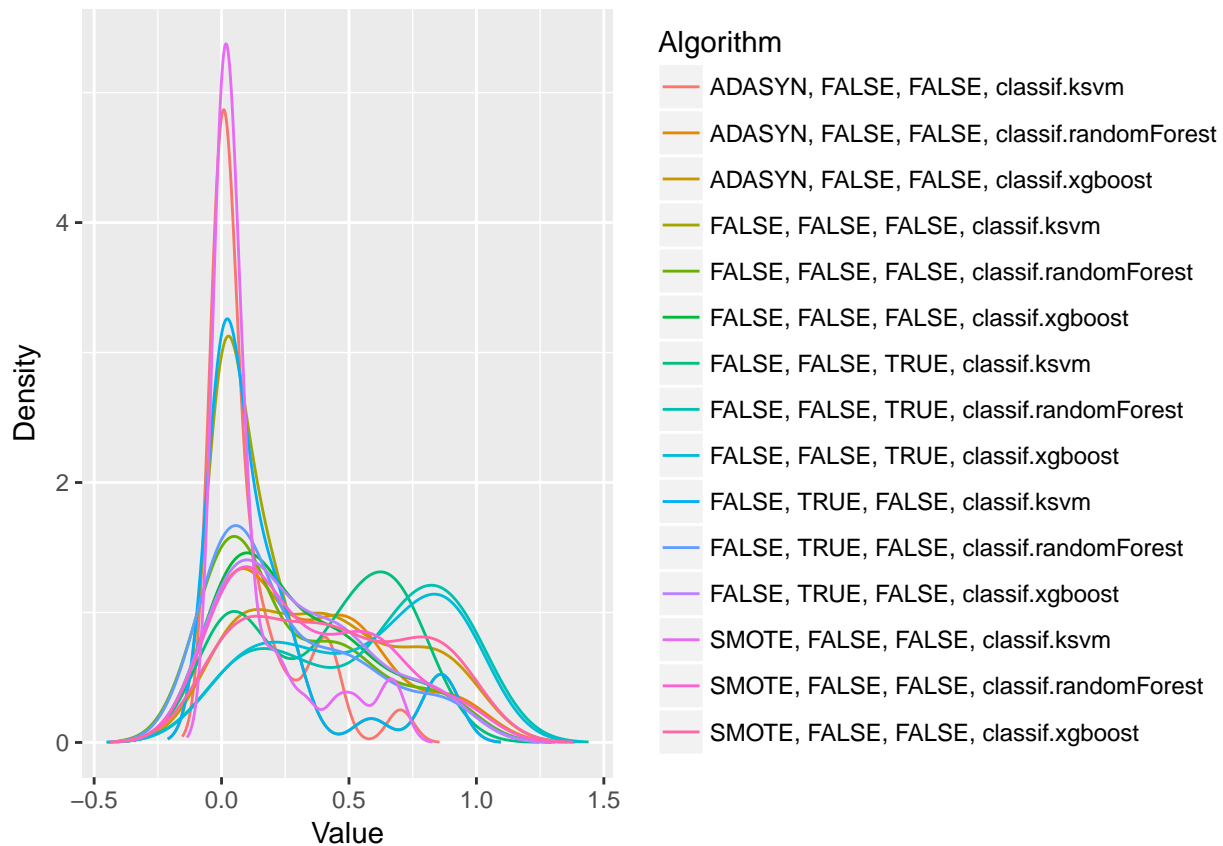 Algorithm
ADASYN, FALSE, FALSE, classif.ksvm
ADASYN, FALSE, FALSE, classif.randomForest
ADASYN, FALSE, FALSE, classif.xgboost
FALSE, FALSE, FALSE, classif.ksvm
FALSE, FALSE, FALSE, classif.randomForest
FALSE, FALSE, FALSE, classif.xgboost
FALSE, FALSE, TRUE, classif.ksvm
FALSE, FALSE, TRUE, classif.randomForest
FALSE, FALSE, TRUE, classif.xgboost
FALSE, TRUE, FALSE, classif.ksvm
FALSE, TRUE, FALSE, classif.randomForest
FALSE, TRUE, FALSE, classif.xgboost
SMOTE, FALSE, FALSE, classif.ksvm
SMOTE, FALSE, FALSE, classif.randomForest
SMOTE, FALSE, FALSE, classif.xgboost
Density
4
2
0
−0.5 0.0 0.5 1.0 1.5
Value